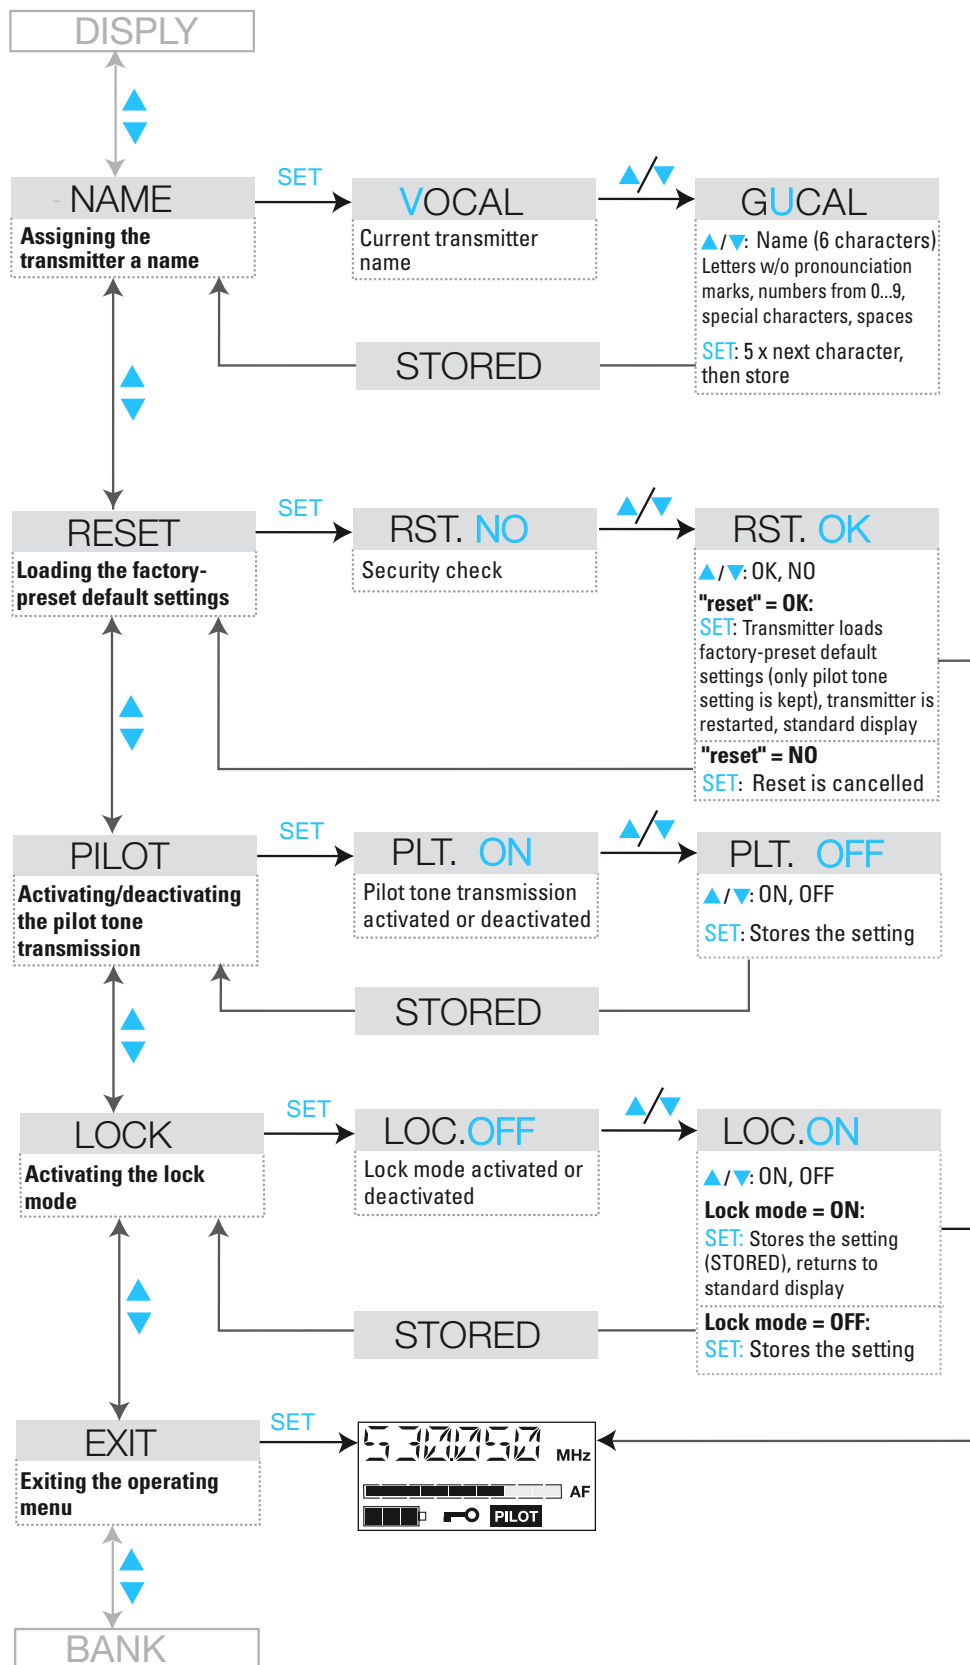 DISPLY
NAME
SET
VOCAL
▲/▼
GUCAL
Assigning the
transmitter a name
Current transmitter
name
▲/▼: Name (6 characters)
Letters w/o pronounciation
marks, numbers from 0...9,
special characters, spaces
SET: 5 x next character,
then store
STORED
RESET
SET
RST. NO
▲/▼
RST. OK
Loading the factory-
preset default settings
Security check
▲/▼: OK, NO
"reset" = OK:
SET: Transmitter loads
factory-preset default
settings (only pilot tone
setting is kept), transmitter is
restarted, standard display
"reset" = NO
SET: Reset is cancelled
PILOT
SET
PLT. ON
▲/▼
PLT. OFF
Activating/deactivating
the pilot tone
transmission
Pilot tone transmission
activated or deactivated
▲/▼: ON, OFF
SET: Stores the setting
STORED
LOCK
SET
LOC.OFF
▲/▼
LOC.ON
Activating the lock
mode
Lock mode activated or
deactivated
▲/▼: ON, OFF
Lock mode = ON:
SET: Stores the setting
(STORED), returns to
standard display
Lock mode = OFF:
SET: Stores the setting
STORED
EXIT
SET
Exiting the operating
menu
530.050 MHz
AF
PILOT
BANK